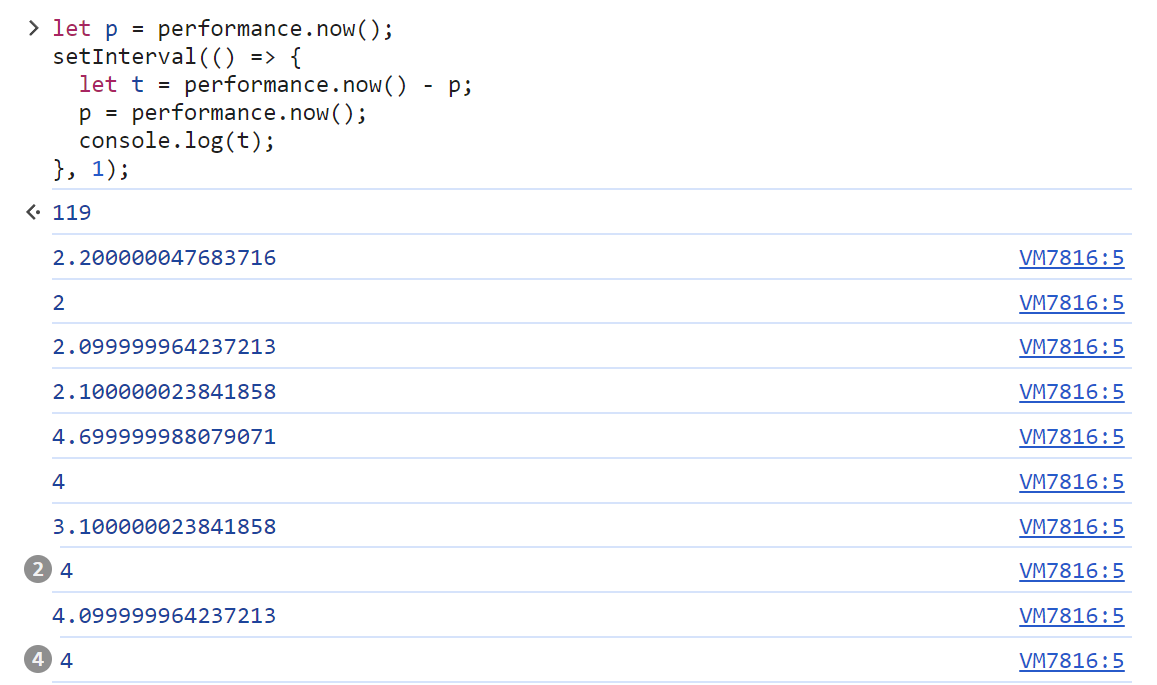 > let p = performance.now();
setInterval(() => {
  let t = performance.now() - p;
  p = performance.now();
  console.log(t);
}, 1);
119
2.200000047683716 VM7816:5
2 VM7816:5
2.099999964237213 VM7816:5
2.100000023841858 VM7816:5
4.699999988079071 VM7816:5
4 VM7816:5
3.100000023841858 VM7816:5
2 4 VM7816:5
4.099999964237213 VM7816:5
4 4 VM7816:5